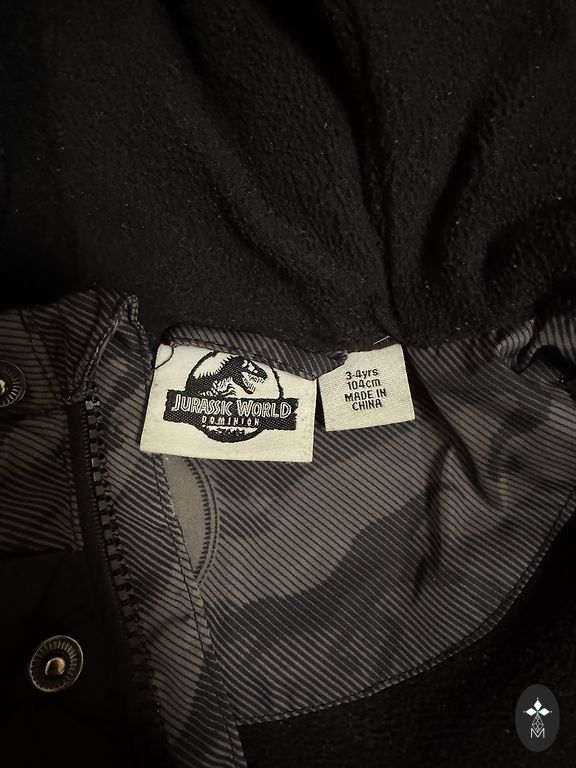 JURASSIC WORLD
DOMINION
3-4yrs
104cm
MADE IN
CHINA
M